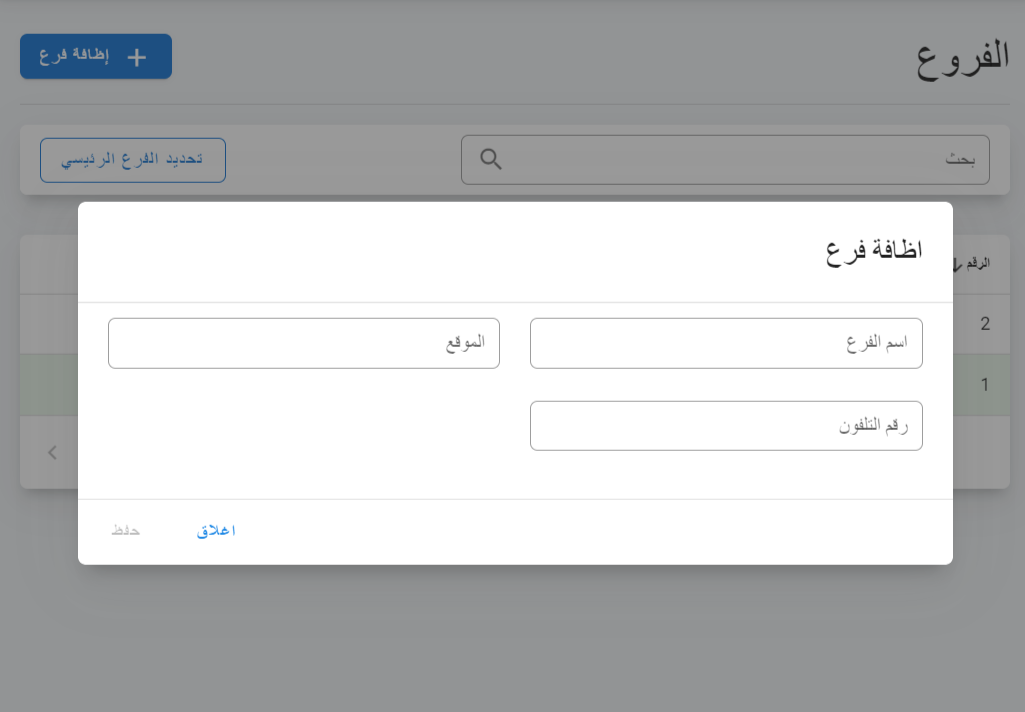 الفروع
إظافة فرع
بحث
تحديد الفرع الرئيسي
الرقم
2
1
اظافة فرع
اسم الفرع
الموقع
رقم التلفون
اغلاق
حفظ